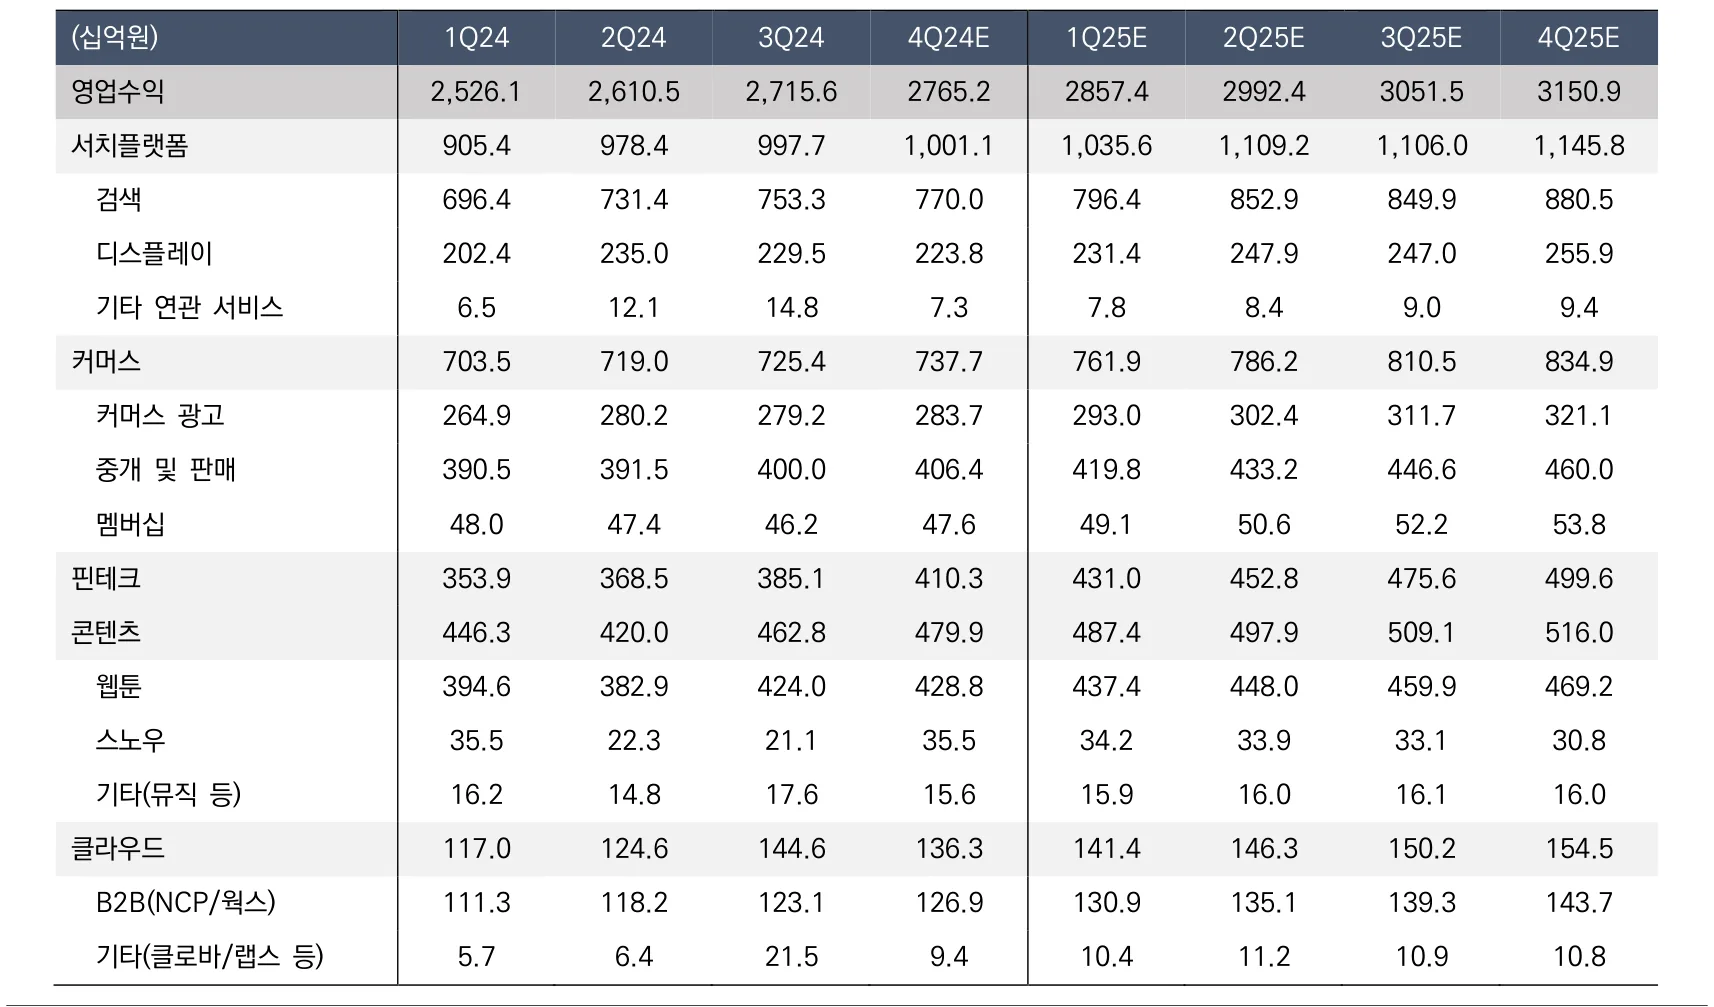 (십억원) 1Q24 2Q24 3Q24 4Q24E 1Q25E 2Q25E 3Q25E 4Q25E
영업수익 2,526.1 2,610.5 2,715.6 2765.2 2857.4 2992.4 3051.5 3150.9
서치플랫폼 905.4 978.4 997.7 1,001.1 1,035.6 1,109.2 1,106.0 1,145.8
검색 696.4 731.4 753.3 770.0 796.4 852.9 849.9 880.5
디스플레이 202.4 235.0 229.5 223.8 231.4 247.9 247.0 255.9
기타 연관 서비스 6.5 12.1 14.8 7.3 7.8 8.4 9.0 9.4
커머스 703.5 719.0 725.4 737.7 761.9 786.2 810.5 834.9
커머스 광고 264.9 280.2 279.2 283.7 293.0 302.4 311.7 321.1
중개 및 판매 390.5 391.5 400.0 406.4 419.8 433.2 446.6 460.0
멤버십 48.0 47.4 46.2 47.6 49.1 50.6 52.2 53.8
핀테크 353.9 368.5 385.1 410.3 431.0 452.8 475.6 499.6
콘텐츠 446.3 420.0 462.8 479.9 487.4 497.9 509.1 516.0
웹툰 394.6 382.9 424.0 428.8 437.4 448.0 459.9 469.2
스노우 35.5 22.3 21.1 35.5 34.2 33.9 33.1 30.8
기타(뮤직 등) 16.2 14.8 17.6 15.6 15.9 16.0 16.1 16.0
클라우드 117.0 124.6 144.6 136.3 141.4 146.3 150.2 154.5
B2B(NCP/웍스) 111.3 118.2 123.1 126.9 130.9 135.1 139.3 143.7
기타(클로바/랩스 등) 5.7 6.4 21.5 9.4 10.4 11.2 10.9 10.8